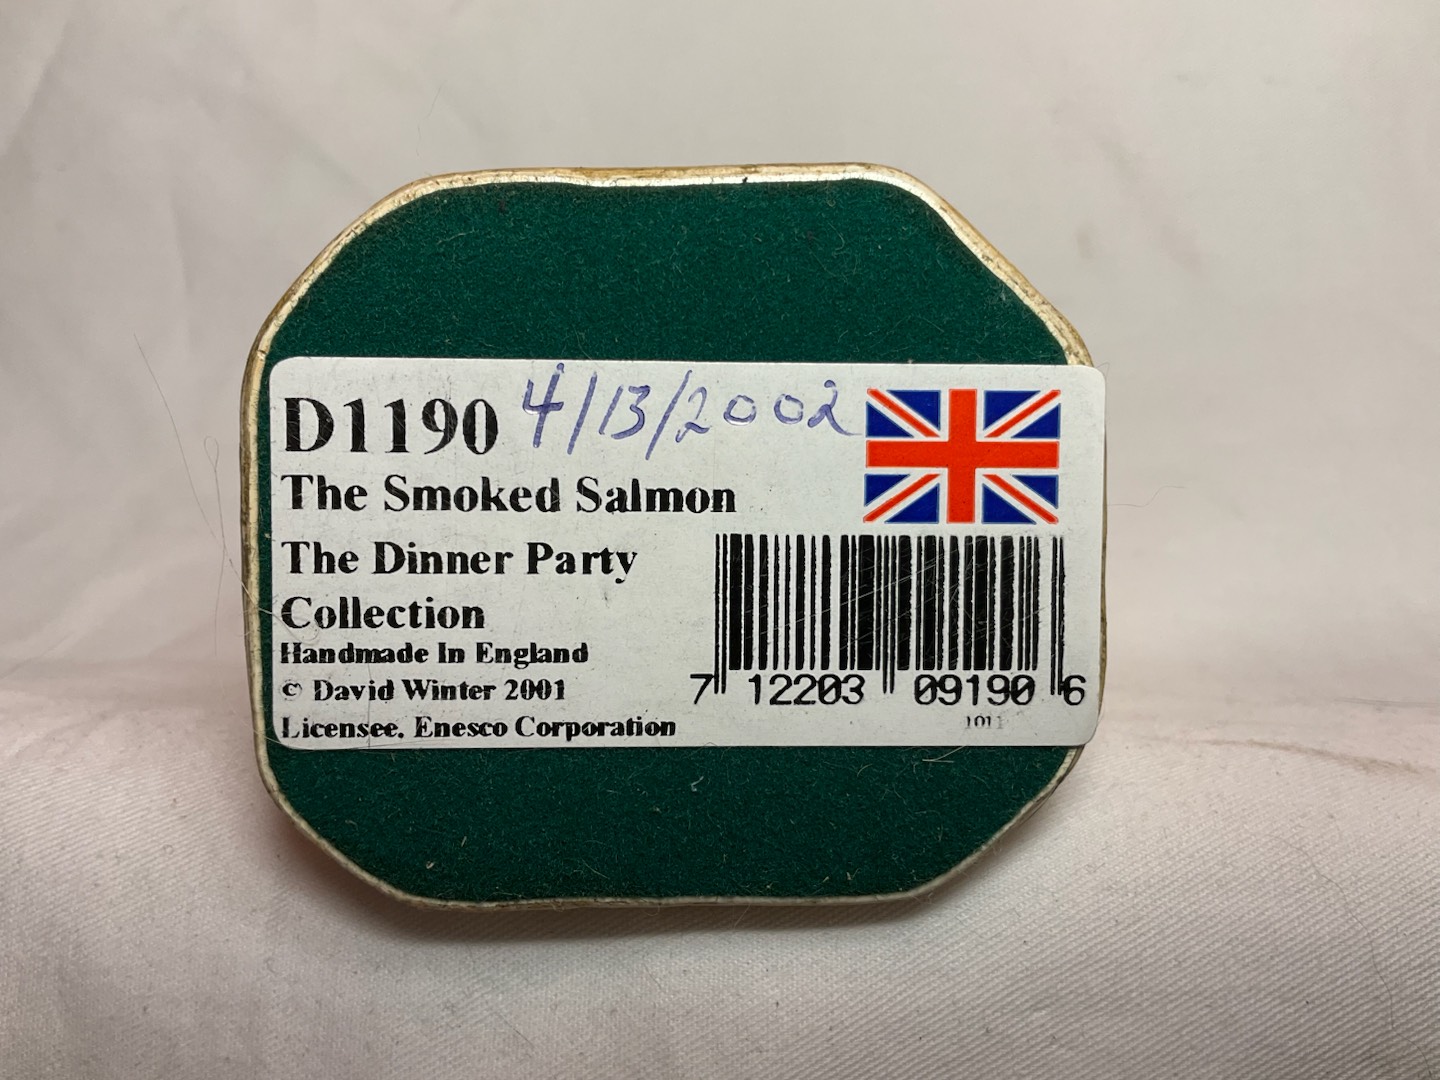 D1190 4/13/2002
The Smoked Salmon
The Dinner Party
Collection
Handmade In England
© David Winter 2001
Licensee. Enesco Corporation
7 12203 09190 6
1011